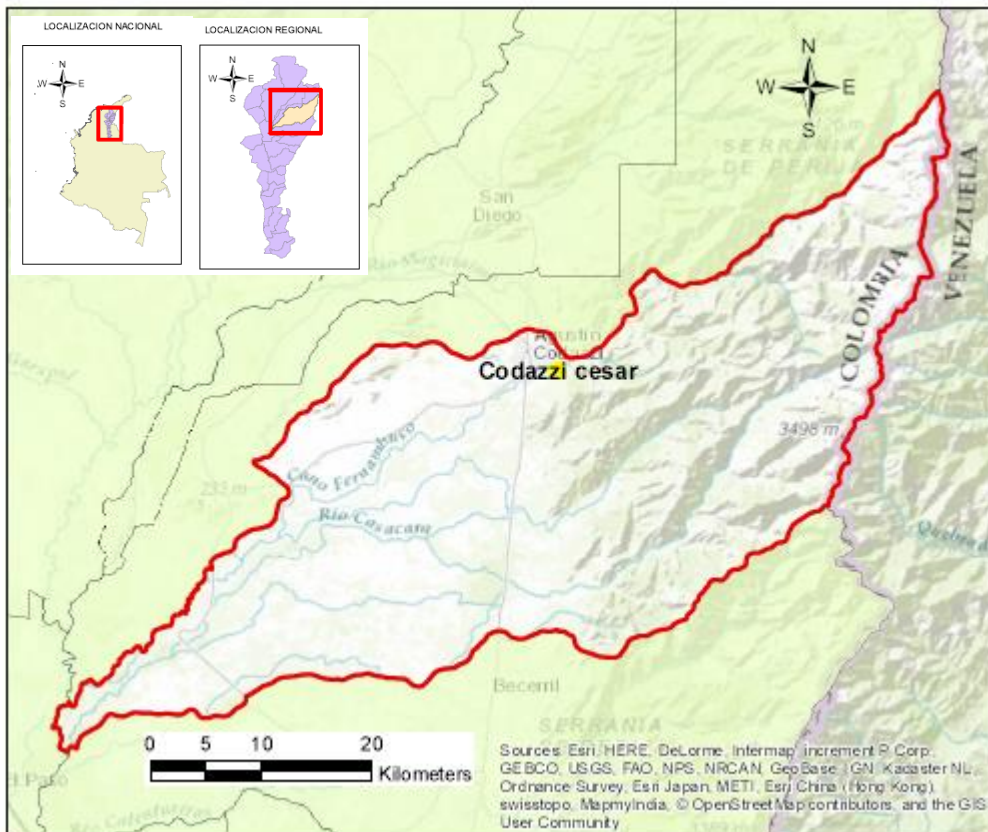 LOCALIZACION NACIONAL
LOCALIZACION REGIONAL
N
W E
S
N
W E
S
N
W E
S
SERRANIA
DE PERIJA
San
Diego
VENEZUELA
COLOMBIA
Agustin
Codazzi
Codazzi cesar
3498 m
233 m
Rio Casacara
Becerril
SERRANIA
El Paso
0 5 10 20
Kilometers
Sources: Esri, HERE, DeLorme, Intermap, increment P Corp.,
GEBCO, USGS, FAO, NPS, NRCAN, GeoBase, IGN, Kadaster NL,
Ordnance Survey, Esri Japan, METI, Esri China (Hong Kong),
swisstopo, MapmyIndia, © OpenStreetMap contributors, and the GIS
User Community